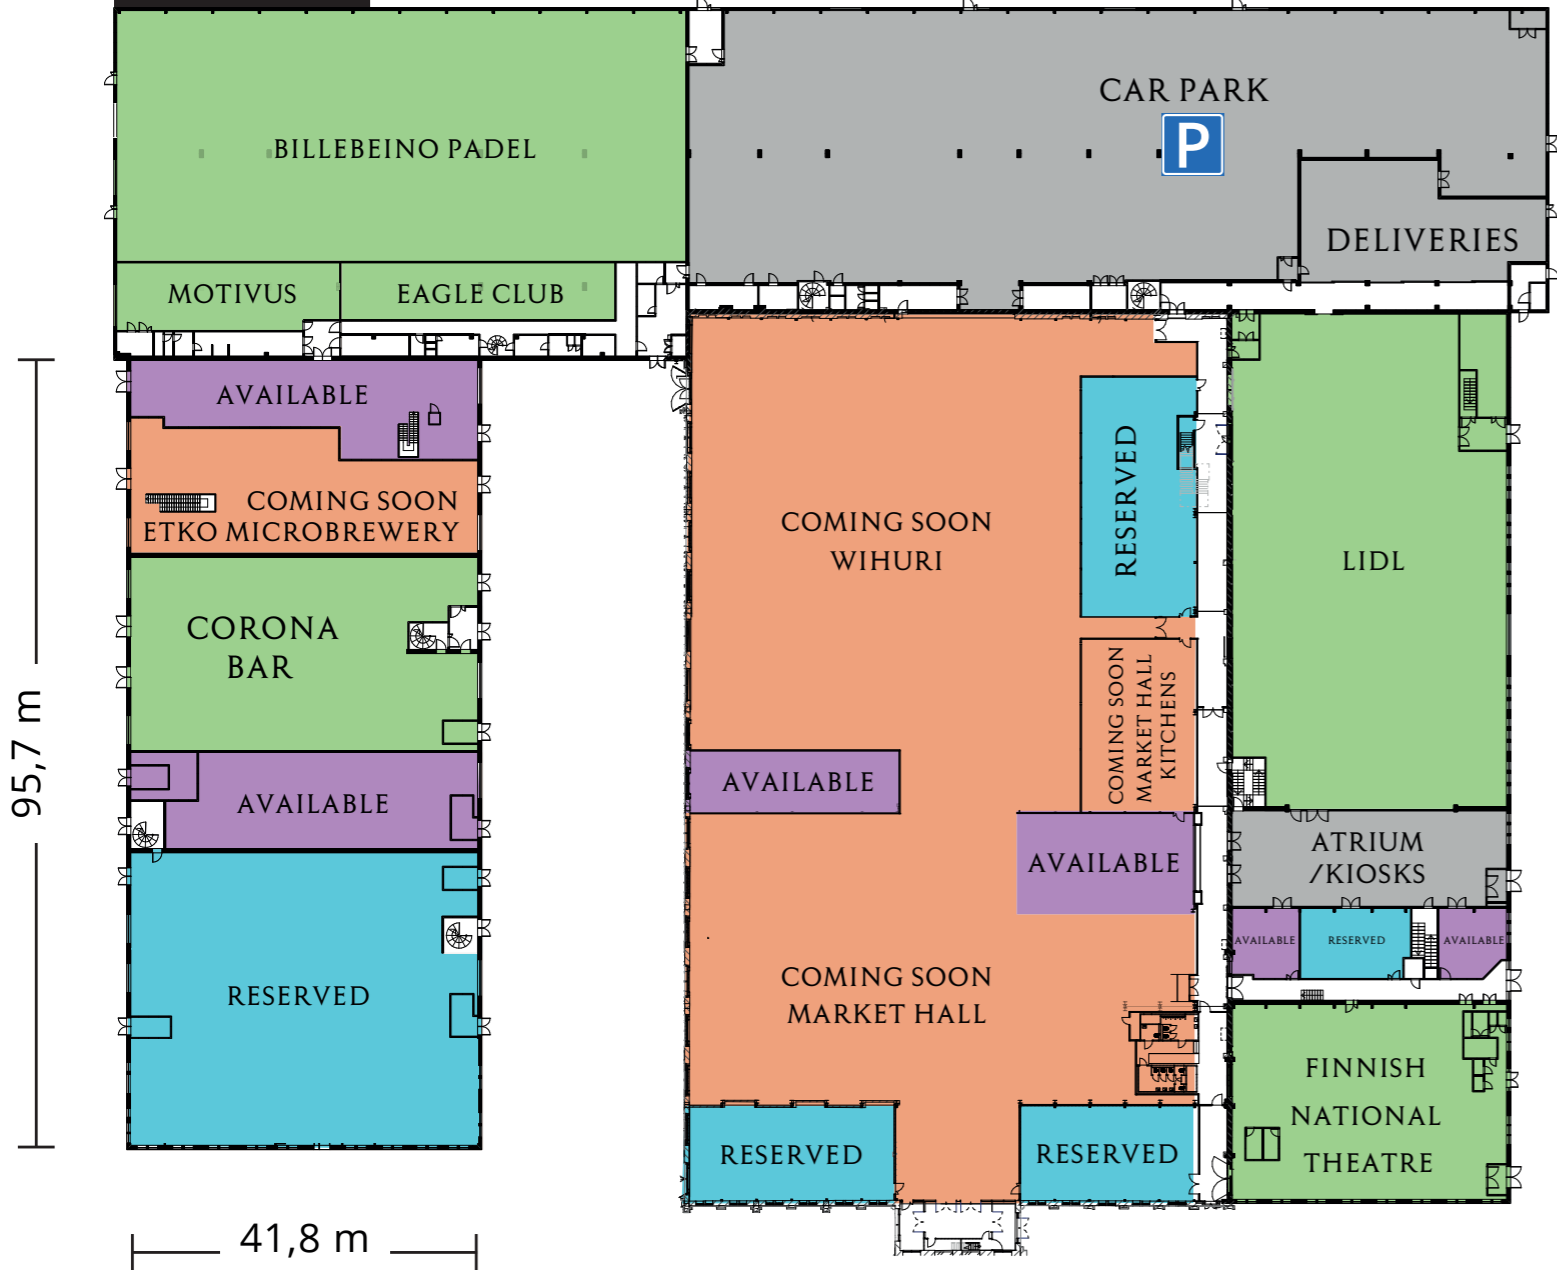 CAR PARK
P
BILLEBEINO PADEL
DELIVERIES
MOTIVUS
EAGLE CLUB
AVAILABLE
COMING SOON
ETKO MICROBREWERY
CORONA
BAR
AVAILABLE
RESERVED
95,7 m
41,8 m
COMING SOON
WIHURI
RESERVED
COMING SOON
MARKET HALL
KITCHENS
AVAILABLE
AVAILABLE
COMING SOON
MARKET HALL
RESERVED
RESERVED
LIDL
ATRIUM
/KIOSKS
AVAILABLE
RESERVED
AVAILABLE
FINNISH
NATIONAL
THEATRE